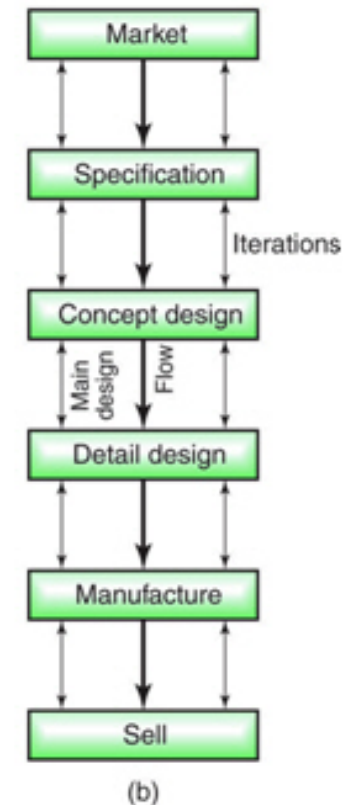 Market
Specification
Iterations
Concept design
Main
design
Flow
Detail design
Manufacture
Sell
(b)